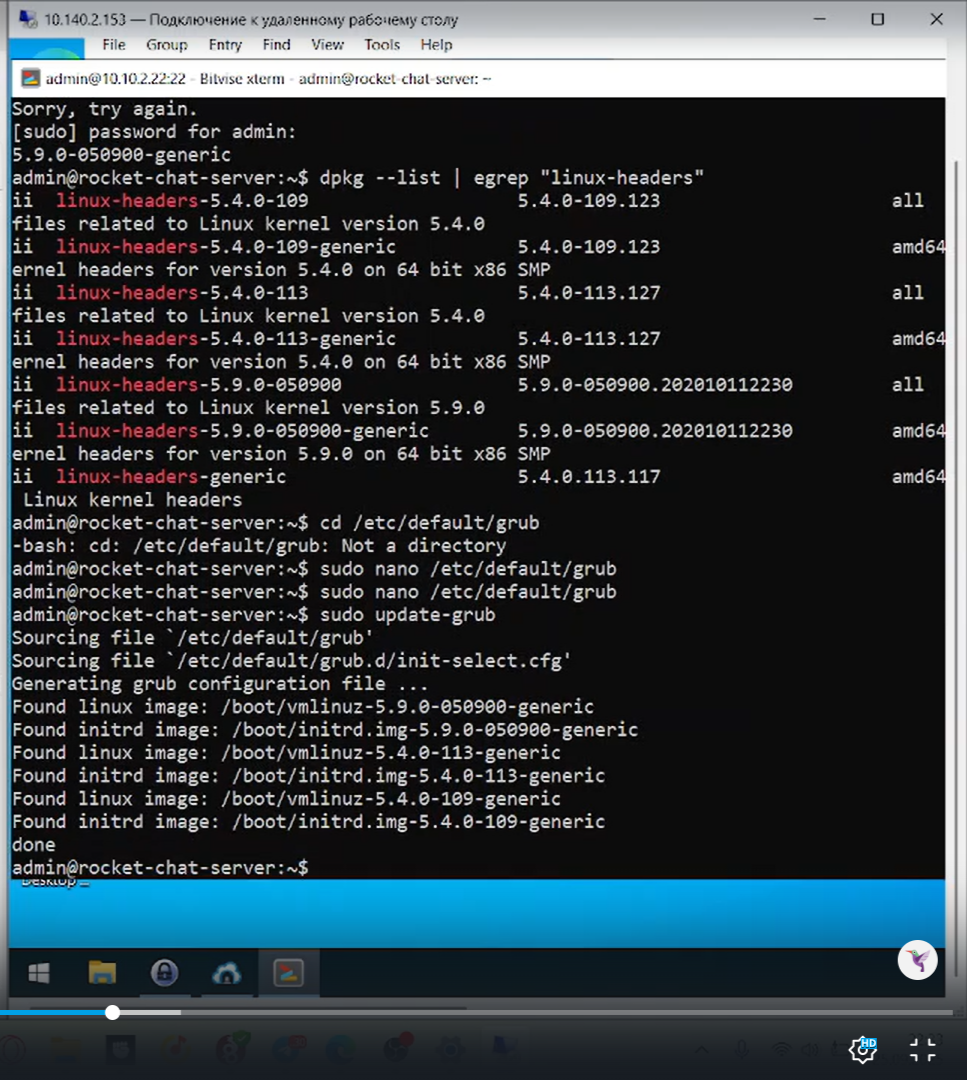 10.140.2.153 — Подключение к удаленному рабочему столу
File Group Entry Find View Tools Help
admin@10.10.2.22:22 - Bitvise xterm - admin@rocket-chat-server: ~
Sorry, try again.
[sudo] password for admin:
5.9.0-050900-generic
admin@rocket-chat-server:~$ dpkg --list | egrep "linux-headers"
ii linux-headers-5.4.0-109 5.4.0-109.123 all
files related to Linux kernel version 5.4.0
ii linux-headers-5.4.0-109-generic 5.4.0-109.123 amd64
ernel headers for version 5.4.0 on 64 bit x86 SMP
ii linux-headers-5.4.0-113 5.4.0-113.127 all
files related to Linux kernel version 5.4.0
ii linux-headers-5.4.0-113-generic 5.4.0-113.127 amd64
ernel headers for version 5.4.0 on 64 bit x86 SMP
ii linux-headers-5.9.0-050900 5.9.0-050900.202010112230 all
files related to Linux kernel version 5.9.0
ii linux-headers-5.9.0-050900-generic 5.9.0-050900.202010112230 amd64
ernel headers for version 5.9.0 on 64 bit x86 SMP
ii linux-headers-generic 5.4.0.113.117 amd64
Linux kernel headers
admin@rocket-chat-server:~$ cd /etc/default/grub
-bash: cd: /etc/default/grub: Not a directory
admin@rocket-chat-server:~$ sudo nano /etc/default/grub
admin@rocket-chat-server:~$ sudo nano /etc/default/grub
admin@rocket-chat-server:~$ sudo update-grub
Sourcing file `/etc/default/grub'
Sourcing file `/etc/default/grub.d/init-select.cfg'
Generating grub configuration file ...
Found linux image: /boot/vmlinuz-5.9.0-050900-generic
Found initrd image: /boot/initrd.img-5.9.0-050900-generic
Found linux image: /boot/vmlinuz-5.4.0-113-generic
Found initrd image: /boot/initrd.img-5.4.0-113-generic
Found linux image: /boot/vmlinuz-5.4.0-109-generic
Found initrd image: /boot/initrd.img-5.4.0-109-generic
done
admin@rocket-chat-server:~$
Desktop ...
HD